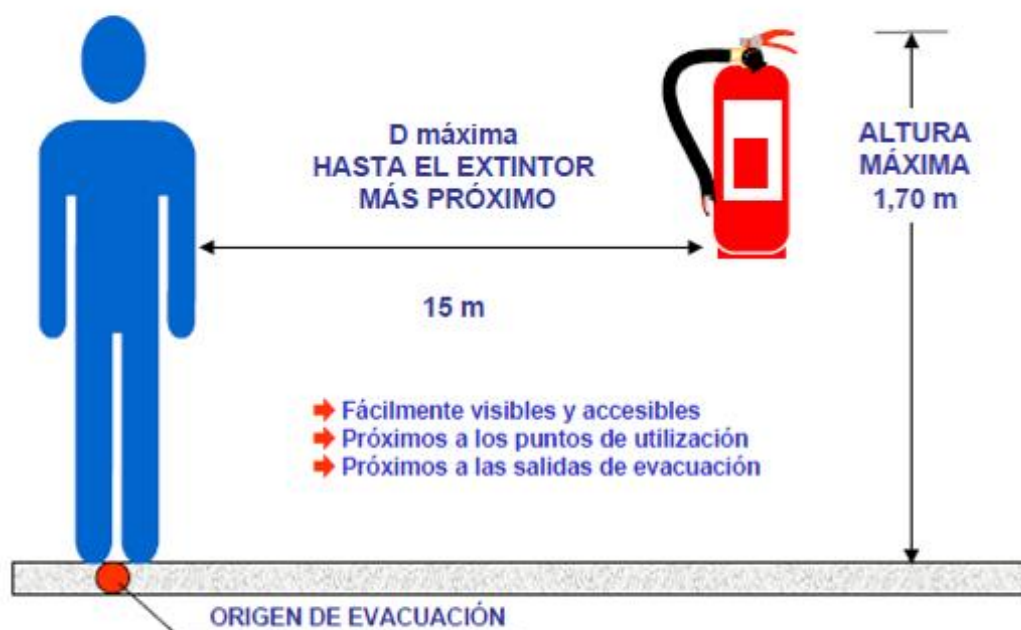 D máxima
HASTA EL EXTINTOR
MÁS PRÓXIMO
15 m
ALTURA
MÁXIMA
1,70 m
Fácilmente visibles y accesibles
Próximos a los puntos de utilización
Próximos a las salidas de evacuación
ORIGEN DE EVACUACIÓN